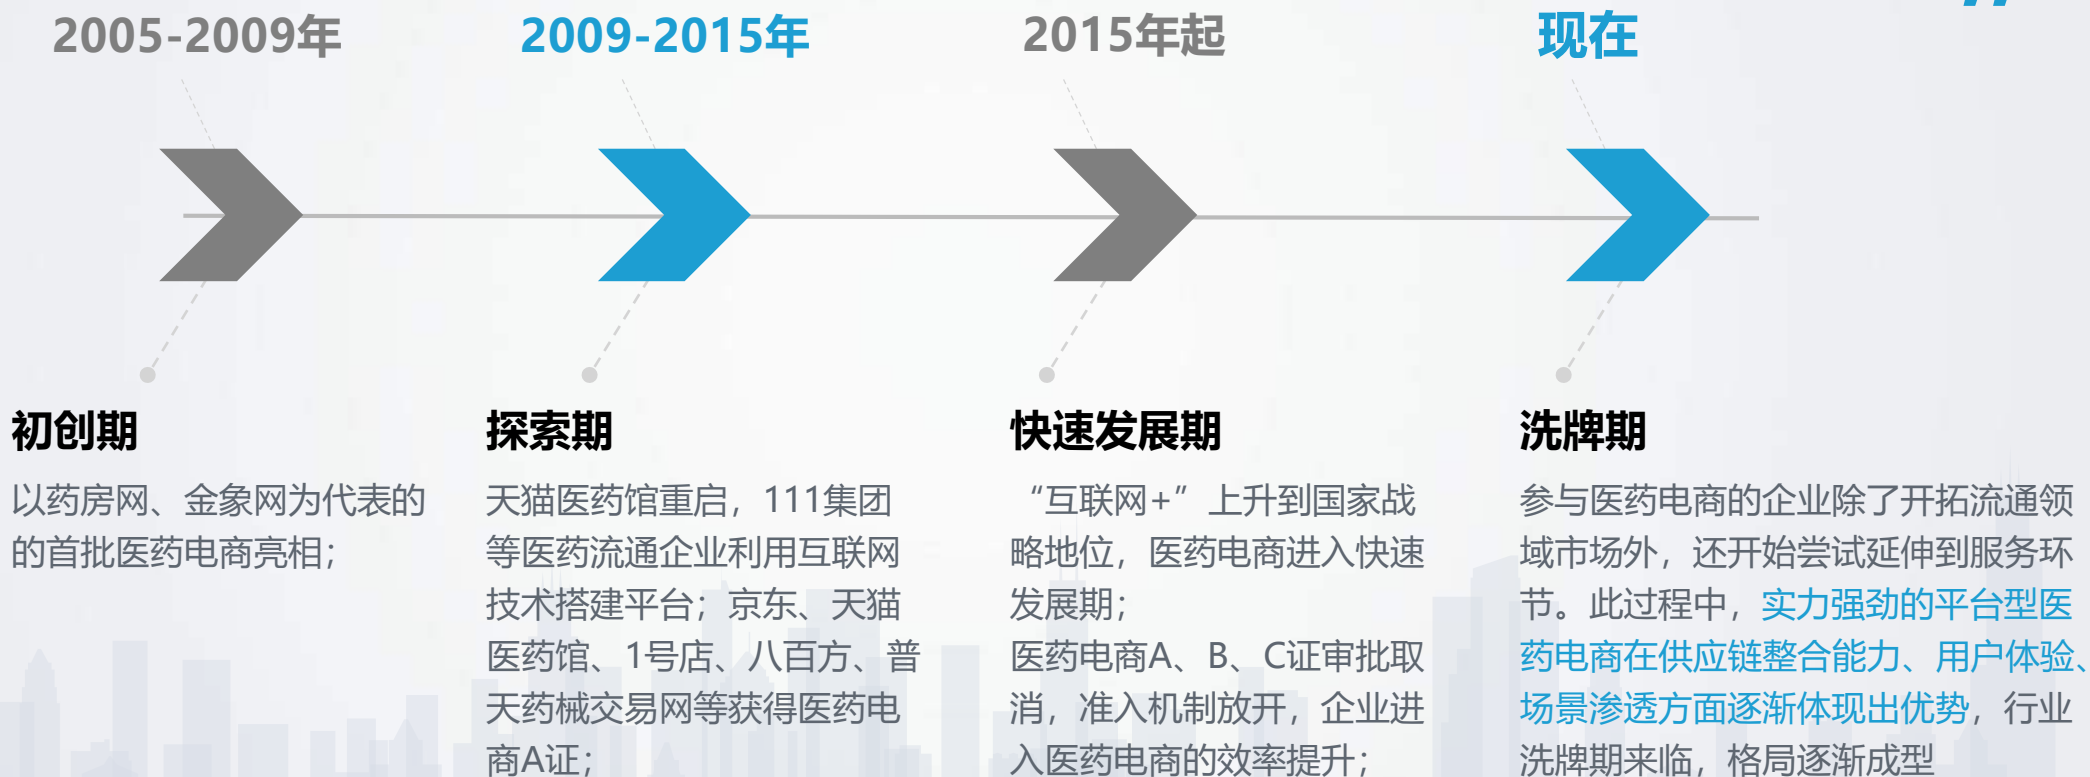 2005-2009年
2009-2015年
2015年起
现在
初创期
以药房网、金象网为代表的
的首批医药电商亮相；
探索期
天猫医药馆重启，111集团
等医药流通企业利用互联网
技术搭建平台；京东、天猫
医药馆、1号店、八百方、普
天药械交易网等获得医药电
商A证；
快速发展期
“互联网+”上升到国家战
略地位，医药电商进入快速
发展期；
医药电商A、B、C证审批取
消，准入机制放开，企业进
入医药电商的效率提升；
洗牌期
参与医药电商的企业除了开拓流通领
域市场外，还开始尝试延伸到服务环
节。此过程中，实力强劲的平台型医
药电商在供应链整合能力、用户体验、
场景渗透方面逐渐体现出优势，行业
洗牌期来临，格局逐渐成型